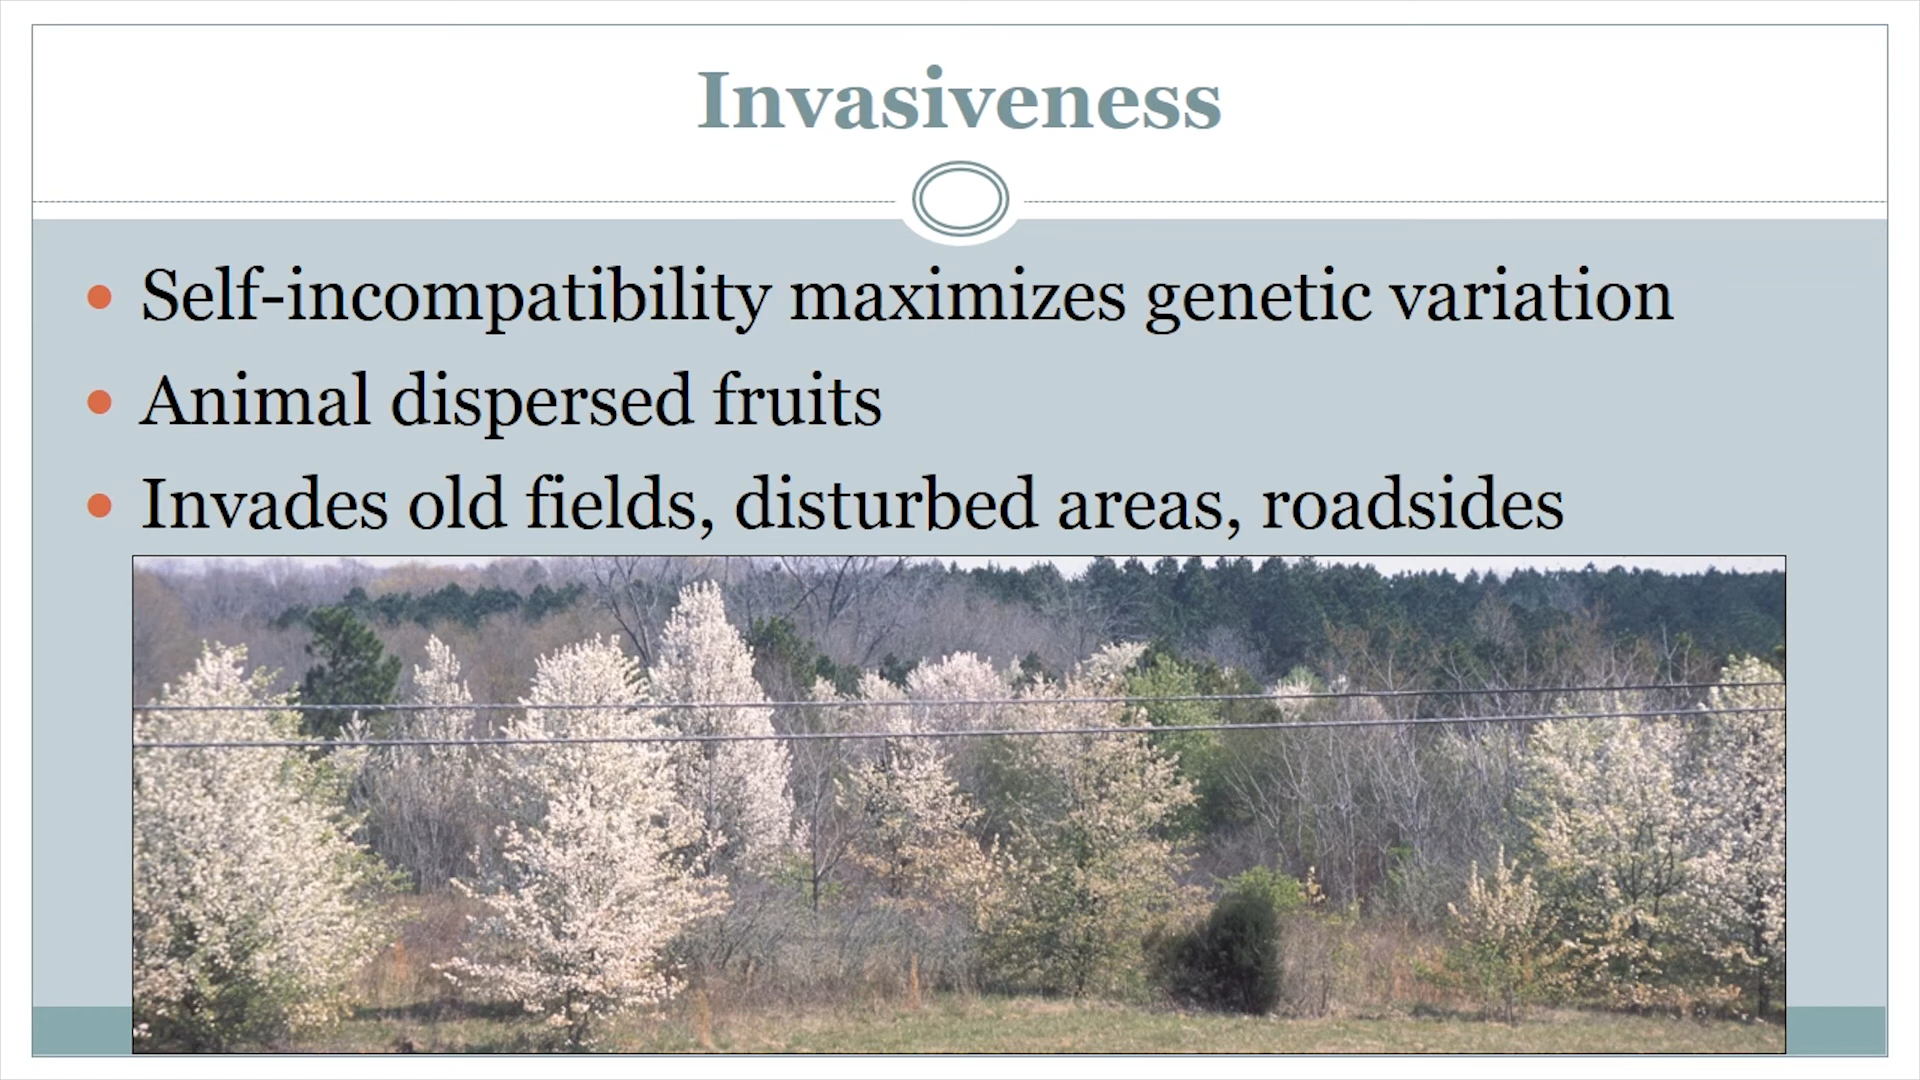 Invasiveness
Self-incompatibility maximizes genetic variation
Animal dispersed fruits
Invades old fields, disturbed areas, roadsides